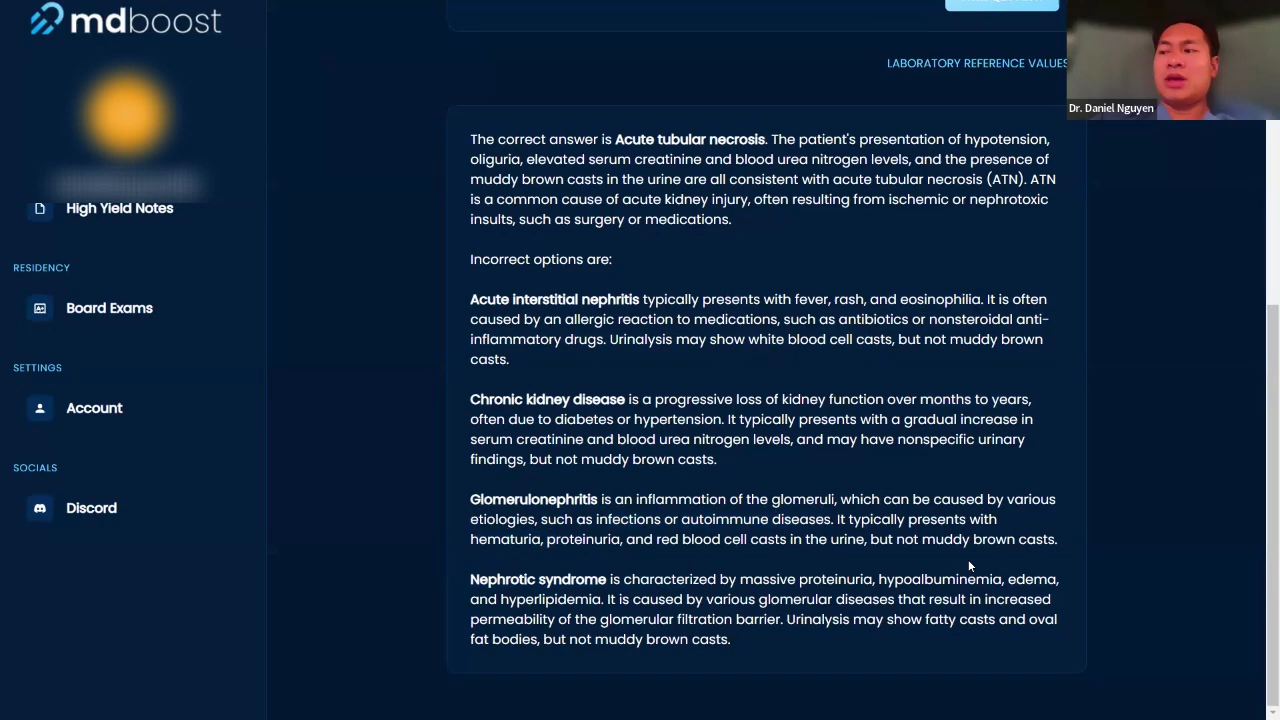 mdboost
LABORATORY REFERENCE VALUES
Dr. Daniel Nguyen
High Yield Notes
RESIDENCY
Board Exams
SETTINGS
Account
SOCIALS
Discord
The correct answer is Acute tubular necrosis. The patient's presentation of hypotension,
oliguria, elevated serum creatinine and blood urea nitrogen levels, and the presence of
muddy brown casts in the urine are all consistent with acute tubular necrosis (ATN). ATN
is a common cause of acute kidney injury, often resulting from ischemic or nephrotoxic
insults, such as surgery or medications.
Incorrect options are:
Acute interstitial nephritis typically presents with fever, rash, and eosinophilia. It is often
caused by an allergic reaction to medications, such as antibiotics or nonsteroidal anti-
inflammatory drugs. Urinalysis may show white blood cell casts, but not muddy brown
casts.
Chronic kidney disease is a progressive loss of kidney function over months to years,
often due to diabetes or hypertension. It typically presents with a gradual increase in
serum creatinine and blood urea nitrogen levels, and may have nonspecific urinary
findings, but not muddy brown casts.
Glomerulonephritis is an inflammation of the glomeruli, which can be caused by various
etiologies, such as infections or autoimmune diseases. It typically presents with
hematuria, proteinuria, and red blood cell casts in the urine, but not muddy brown casts.
Nephrotic syndrome is characterized by massive proteinuria, hypoalbuminemia, edema,
and hyperlipidemia. It is caused by various glomerular diseases that result in increased
permeability of the glomerular filtration barrier. Urinalysis may show fatty casts and oval
fat bodies, but not muddy brown casts.